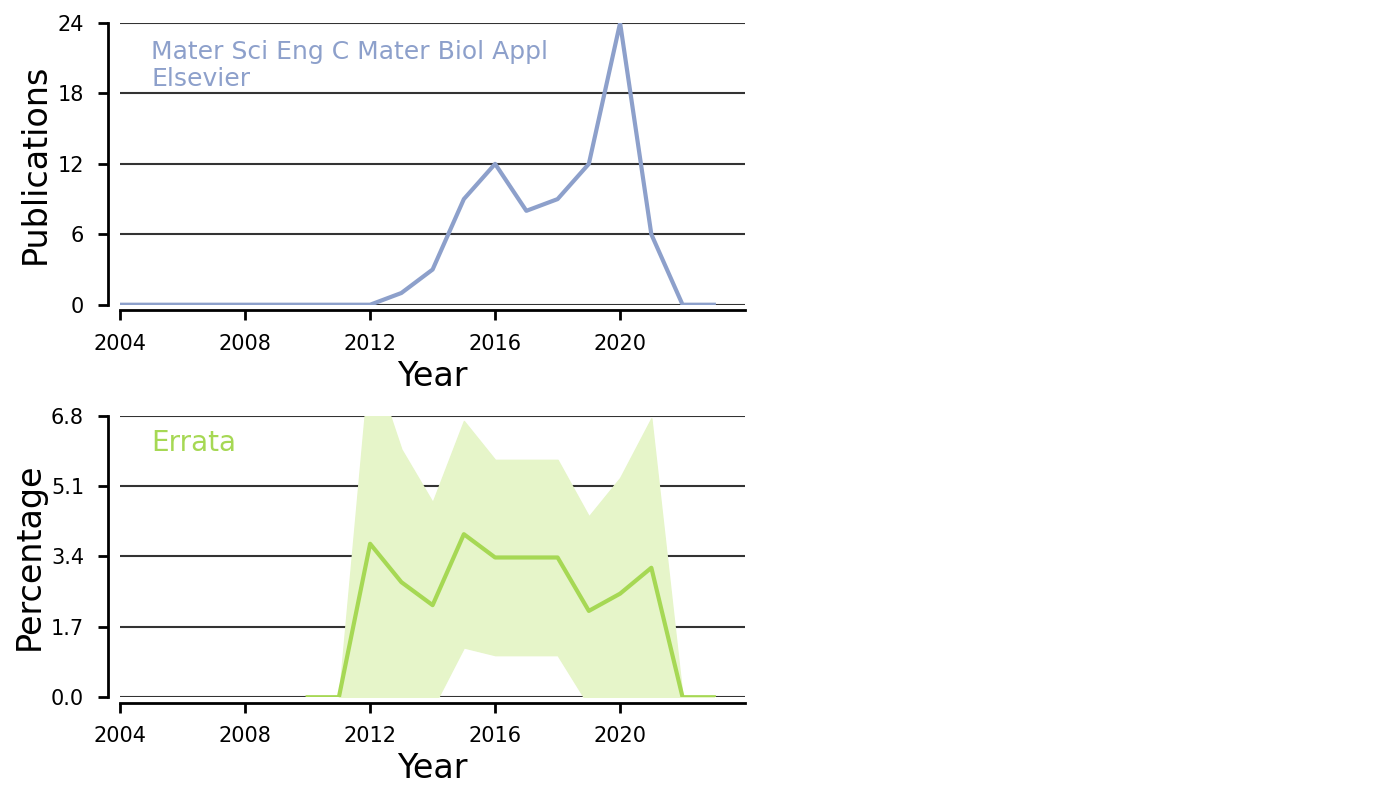 24
Mater Sci Eng C Mater Biol Appl
Elsevier
18
12
6
0
Publications
2004 2008 2012 2016 2020
Year
6.8
Errata
5.1
3.4
1.7
0.0
Percentage
2004 2008 2012 2016 2020
Year